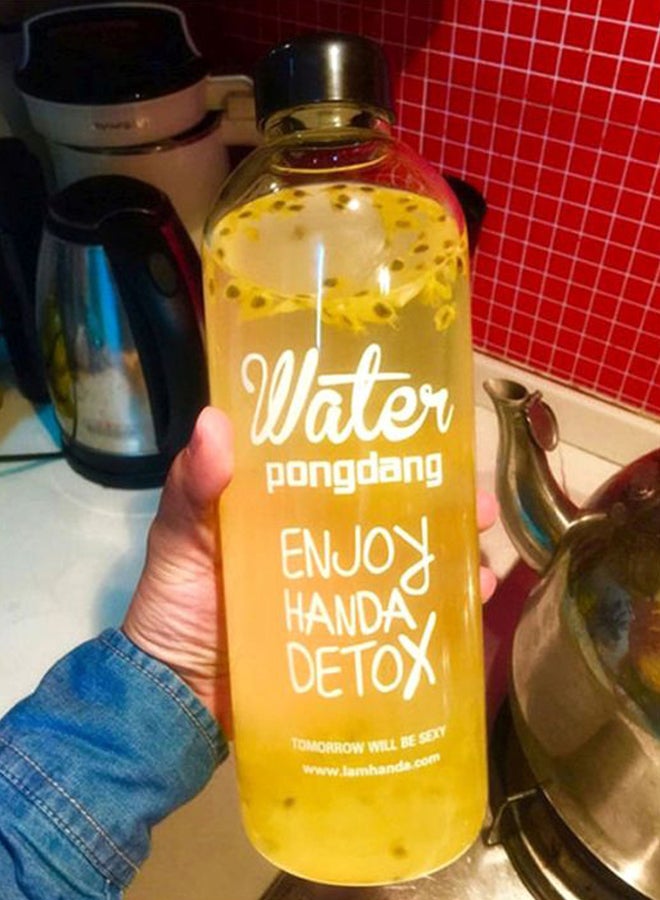 Water
pongdang
ENJOY
HANDA
DETOX
TOMORROW WILL BE SEXY
www.iamhanda.com